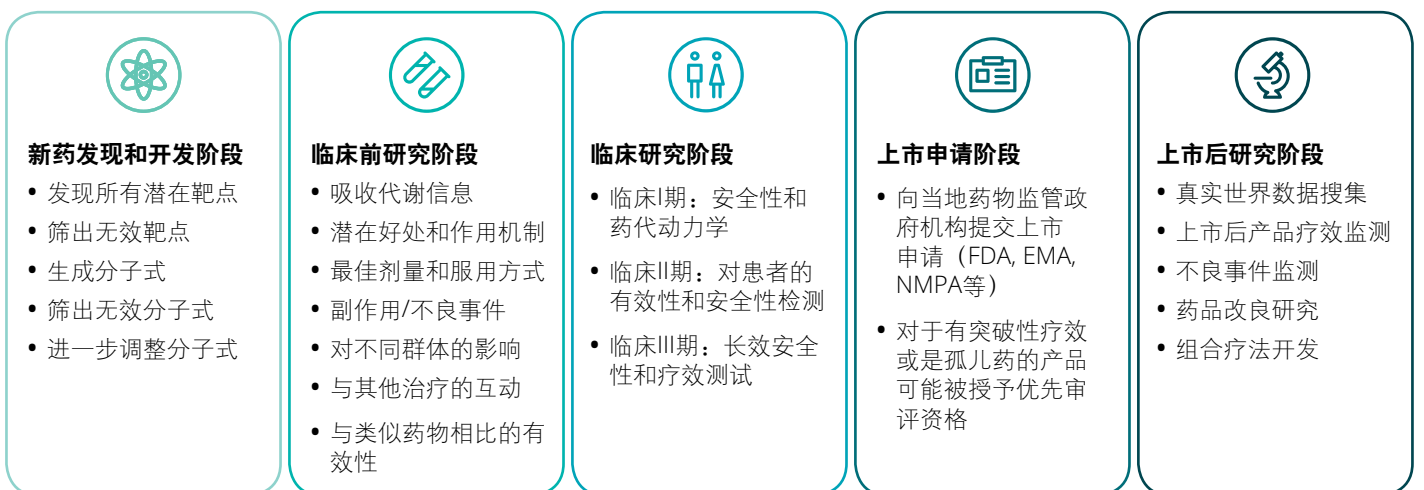 新药发现和开发阶段
• 发现所有潜在靶点
• 筛出无效靶点
• 生成分子式
• 筛出无效分子式
• 进一步调整分子式
临床前研究阶段
• 吸收代谢信息
• 潜在好处和作用机制
• 最佳剂量和服用方式
• 副作用/不良事件
• 对不同群体的影响
• 与其他治疗的互动
• 与类似药物相比的有
效性
临床研究阶段
• 临床I期：安全性和
药代动力学
• 临床II期：对患者的
有效性和安全性检测
• 临床III期：长效安全
性和疗效测试
上市申请阶段
• 向当地药物监管政
府机构提交上市
申请（FDA, EMA,
NMPA等）
• 对于有突破性疗效
或是孤儿药的产品
可能被授予优先审
评资格
上市后研究阶段
• 真实世界数据搜集
• 上市后产品疗效监测
• 不良事件监测
• 药品改良研究
• 组合疗法开发